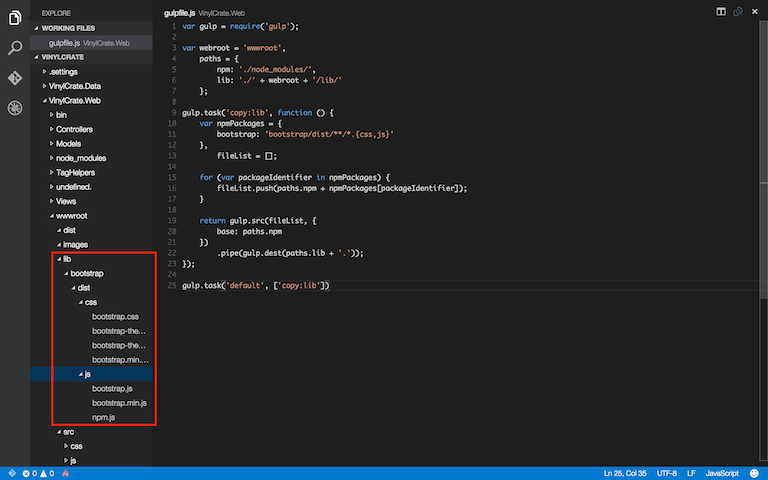 EXPLORE
WORKING FILES
gulpfile.js VinylCrate.Web
VINYLCRATE
.settings
VinylCrate.Data
VinylCrate.Web
bin
Controllers
Models
node_modules
TagHelpers
undefined.
Views
wwwroot
dist
images
lib
bootstrap
dist
css
bootstrap.css
bootstrap-the...
bootstrap-the...
bootstrap.min....
js
bootstrap.js
bootstrap.min.js
npm.js
src
css
js
gulpfile.js VinylCrate.Web
1 var gulp = require('gulp');
2
3 var webroot = 'wwwroot',
4 paths = {
5 npm: './node_modules/',
6 lib: './' + webroot + '/lib/'
7 };
8
9 gulp.task('copy:lib', function () {
10 var npmPackages = {
11 bootstrap: 'bootstrap/dist/**/*.{css,js}'
12 },
13 fileList = [];
14
15 for (var packageIdentifier in npmPackages) {
16 fileList.push(paths.npm + npmPackages[packageIdentifier]);
17 }
18
19 return gulp.src(fileList, {
20 base: paths.npm
21 })
22 .pipe(gulp.dest(paths.lib + '.'));
23 });
24
25 gulp.task('default', ['copy:lib'])
0 0 Ln 25, Col 35 UTF-8 LF JavaScript